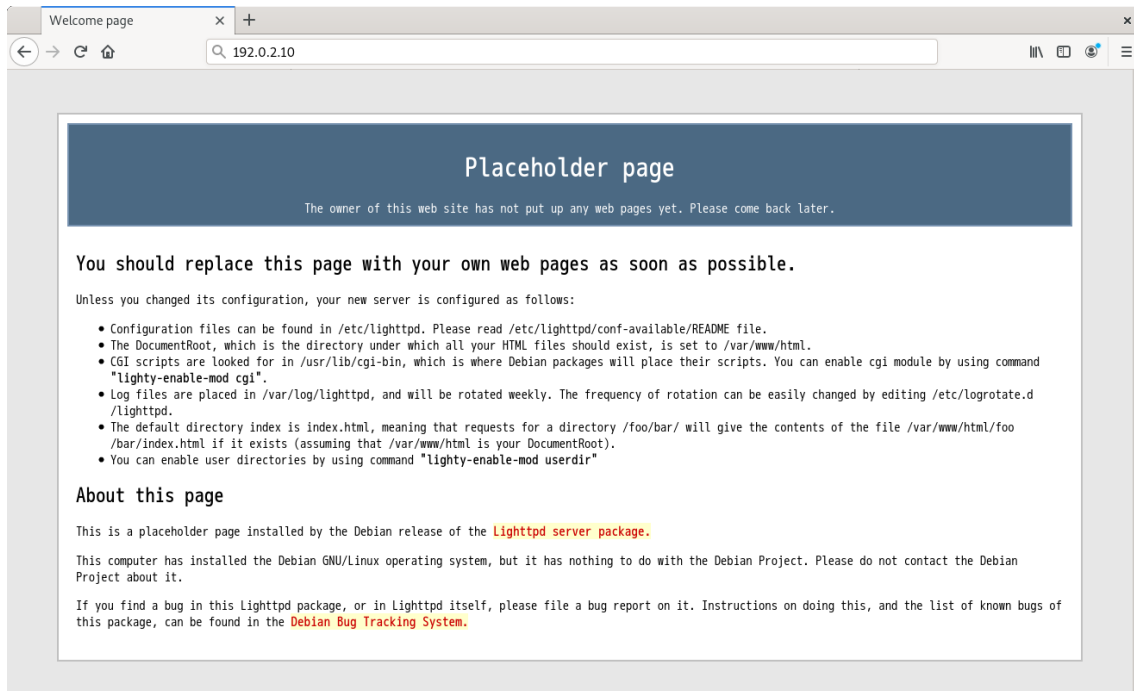 Welcome page
192.0.2.10
Placeholder page
The owner of this web site has not put up any web pages yet. Please come back later.
You should replace this page with your own web pages as soon as possible.
Unless you changed its configuration, your new server is configured as follows:
Configuration files can be found in /etc/lighttpd. Please read /etc/lighttpd/conf-available/README file.
The DocumentRoot, which is the directory under which all your HTML files should exist, is set to /var/www/html.
CGI scripts are looked for in /usr/lib/cgi-bin, which is where Debian packages will place their scripts. You can enable cgi module by using command
"lighty-enable-mod cgi".
Log files are placed in /var/log/lighttpd, and will be rotated weekly. The frequency of rotation can be easily changed by editing /etc/logrotate.d
/lighttpd.
The default directory index is index.html, meaning that requests for a directory /foo/bar/ will give the contents of the file /var/www/html/foo
/bar/index.html if it exists (assuming that /var/www/html is your DocumentRoot).
You can enable user directories by using command "lighty-enable-mod userdir"
About this page
This is a placeholder page installed by the Debian release of the Lighttpd server package.
This computer has installed the Debian GNU/Linux operating system, but it has nothing to do with the Debian Project. Please do not contact the Debian
Project about it.
If you find a bug in this Lighttpd package, or in Lighttpd itself, please file a bug report on it. Instructions on doing this, and the list of known bugs of
this package, can be found in the Debian Bug Tracking System.